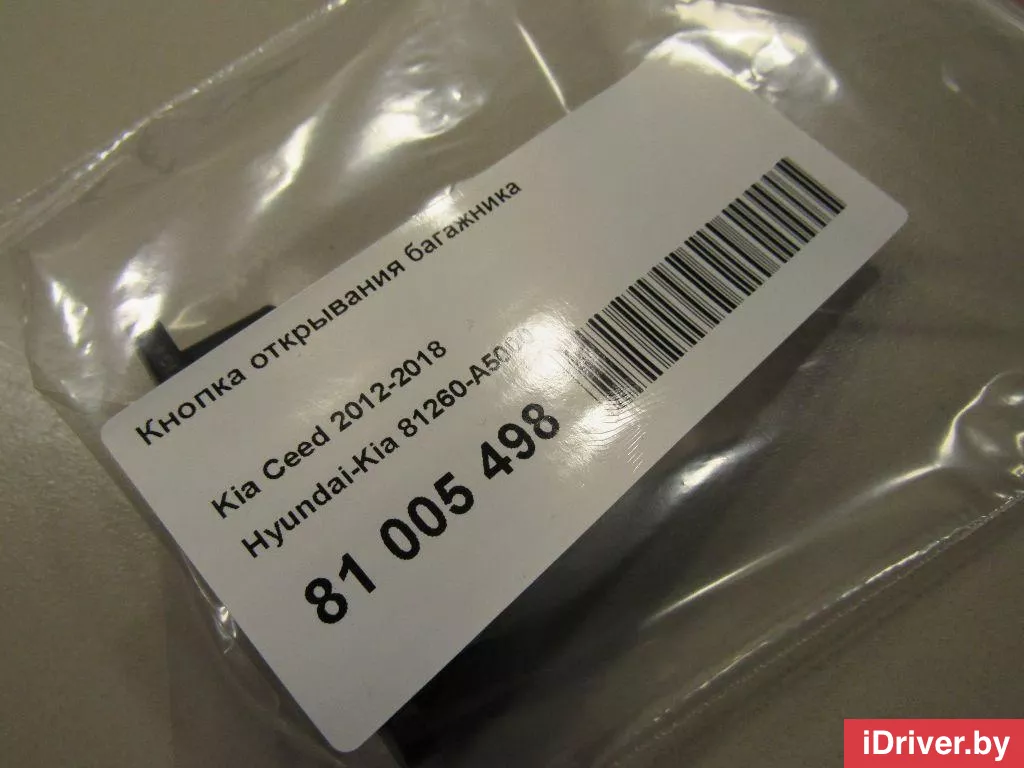 Кнопка открывания багажника
Kia Ceed 2012-2018
Hyundai-Kia 81260-A5000
81 005 498
iDriver.by